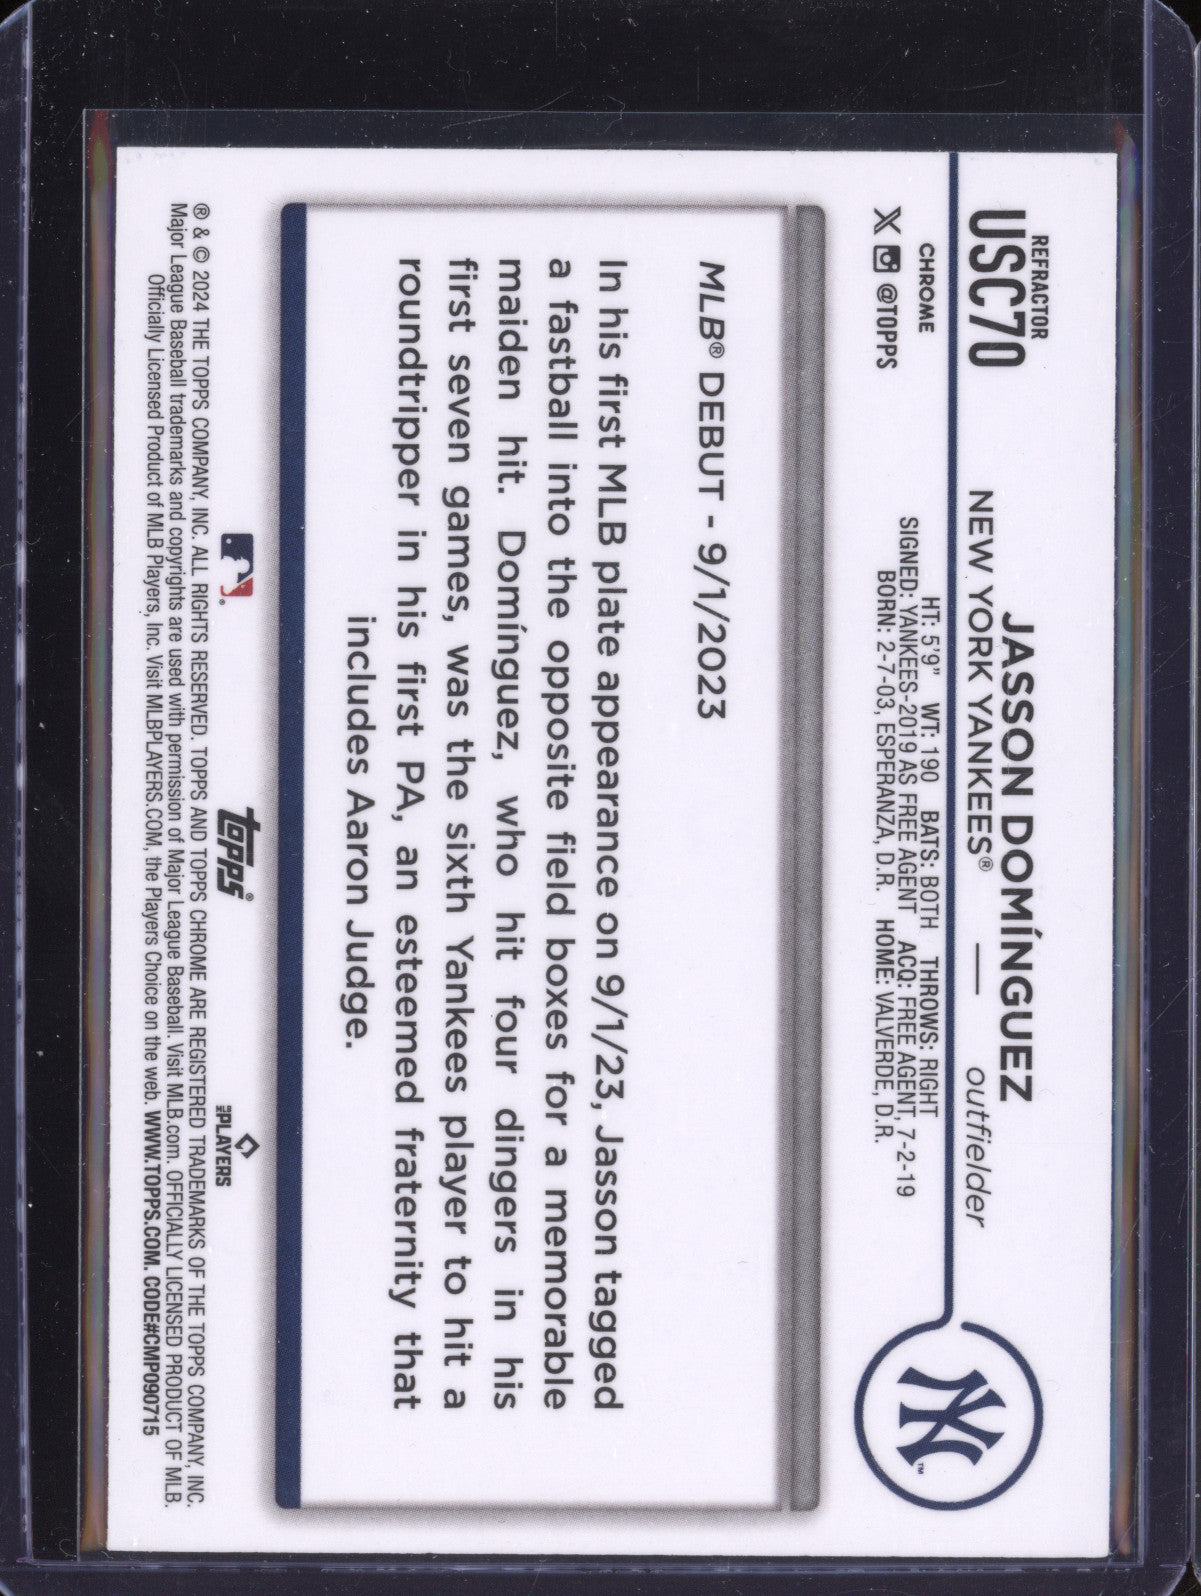 REFRACTOR
USC70
JASSON DOMÍNGUEZ
NEW YORK YANKEES® — outfielder
CHROME
X @TOPPS
HT: 5'9" WT: 190 BATS: BOTH THROWS: RIGHT
SIGNED: YANKEES-2019 AS FREE AGENT ACQ: FREE AGENT, 7-2-19
BORN: 2-7-03, ESPERANZA, D.R. HOME: VALVERDE, D.R.
NY
TM
MLB® DEBUT - 9/1/2023
In his first MLB plate appearance on 9/1/23, Jasson tagged
a fastball into the opposite field boxes for a memorable
maiden hit. Domínguez, who hit four dingers in his
first seven games, was the sixth Yankees player to hit a
roundtripper in his first PA, an esteemed fraternity that
includes Aaron Judge.
topps®
MLB PLAYERS
® & © 2024 THE TOPPS COMPANY, INC. ALL RIGHTS RESERVED. TOPPS AND TOPPS CHROME ARE REGISTERED TRADEMARKS OF THE TOPPS COMPANY, INC.
Major League Baseball trademarks and copyrights are used with permission of Major League Baseball. Visit MLB.com. OFFICIALLY LICENSED PRODUCT OF MLB.
Officially Licensed Product of MLB Players, Inc. Visit MLBPLAYERS.COM, the Players Choice on the web. WWW.TOPPS.COM. CODE#CMP090715